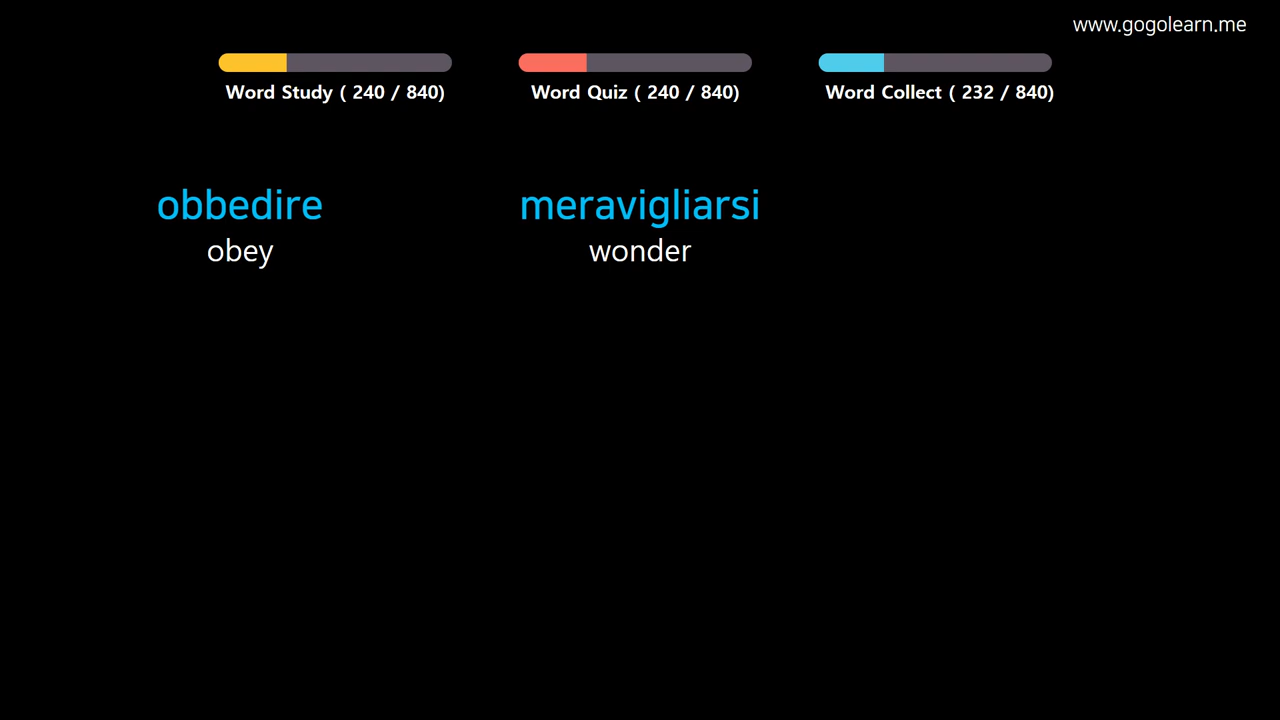 www.gogolearn.me
Word Study ( 240 / 840)
Word Quiz ( 240 / 840)
Word Collect ( 232 / 840)
obbedire
obey
meravigliarsi
wonder